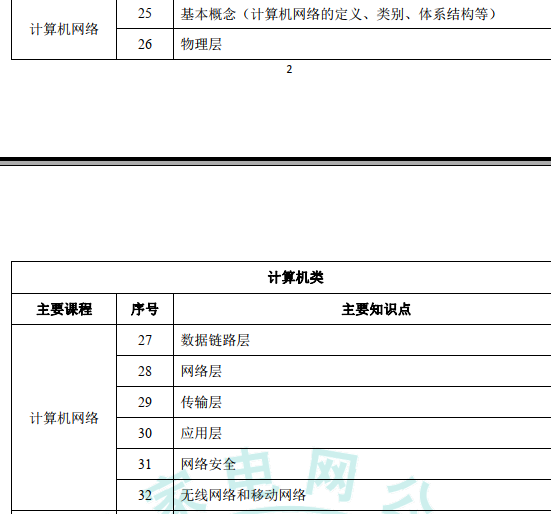 25 基本概念（计算机网络的定义、类别、体系结构等）
计算机网络
26 物理层
2
计算机类
主要课程 序号 主要知识点
27 数据链路层
28 网络层
29 传输层
计算机网络
30 应用层
31 网络安全
32 无线网络和移动网络
家电网公